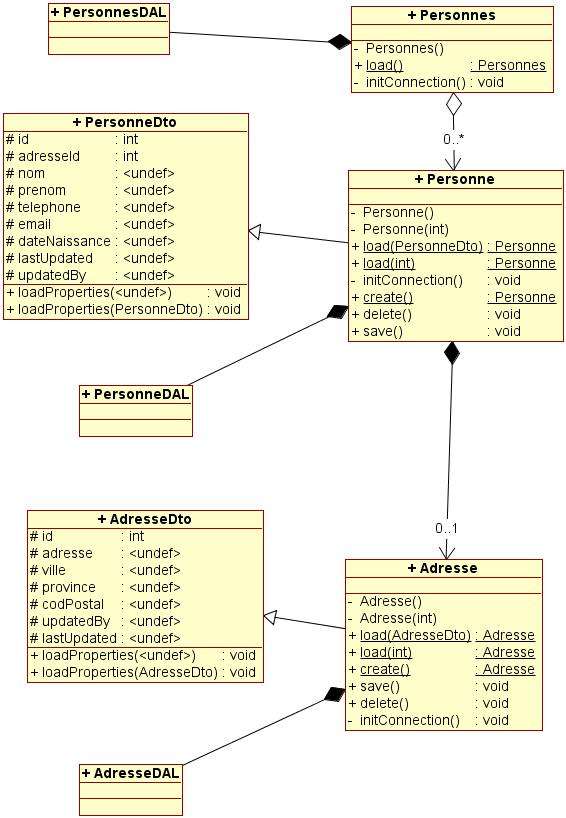 + PersonnesDAL
+ Personnes
- Personnes()
+ load() : Personnes
- initConnection() : void
0..*
+ PersonneDto
# id : int
# adresseId : int
# nom : <undef>
# prenom : <undef>
# telephone : <undef>
# email : <undef>
# dateNaissance : <undef>
# lastUpdated : <undef>
# updatedBy : <undef>
+ loadProperties(<undef>) : void
+ loadProperties(PersonneDto) : void
+ Personne
- Personne()
- Personne(int)
+ load(PersonneDto) : Personne
+ load(int) : Personne
- initConnection() : void
+ create() : Personne
+ delete() : void
+ save() : void
+ PersonneDAL
0..1
+ AdresseDto
# id : int
# adresse : <undef>
# ville : <undef>
# province : <undef>
# codPostal : <undef>
# updatedBy : <undef>
# lastUpdated : <undef>
+ loadProperties(<undef>) : void
+ loadProperties(AdresseDto) : void
+ Adresse
- Adresse()
- Adresse(int)
+ load(AdresseDto) : Adresse
+ load(int) : Adresse
+ create() : Adresse
+ save() : void
+ delete() : void
- initConnection() : void
+ AdresseDAL